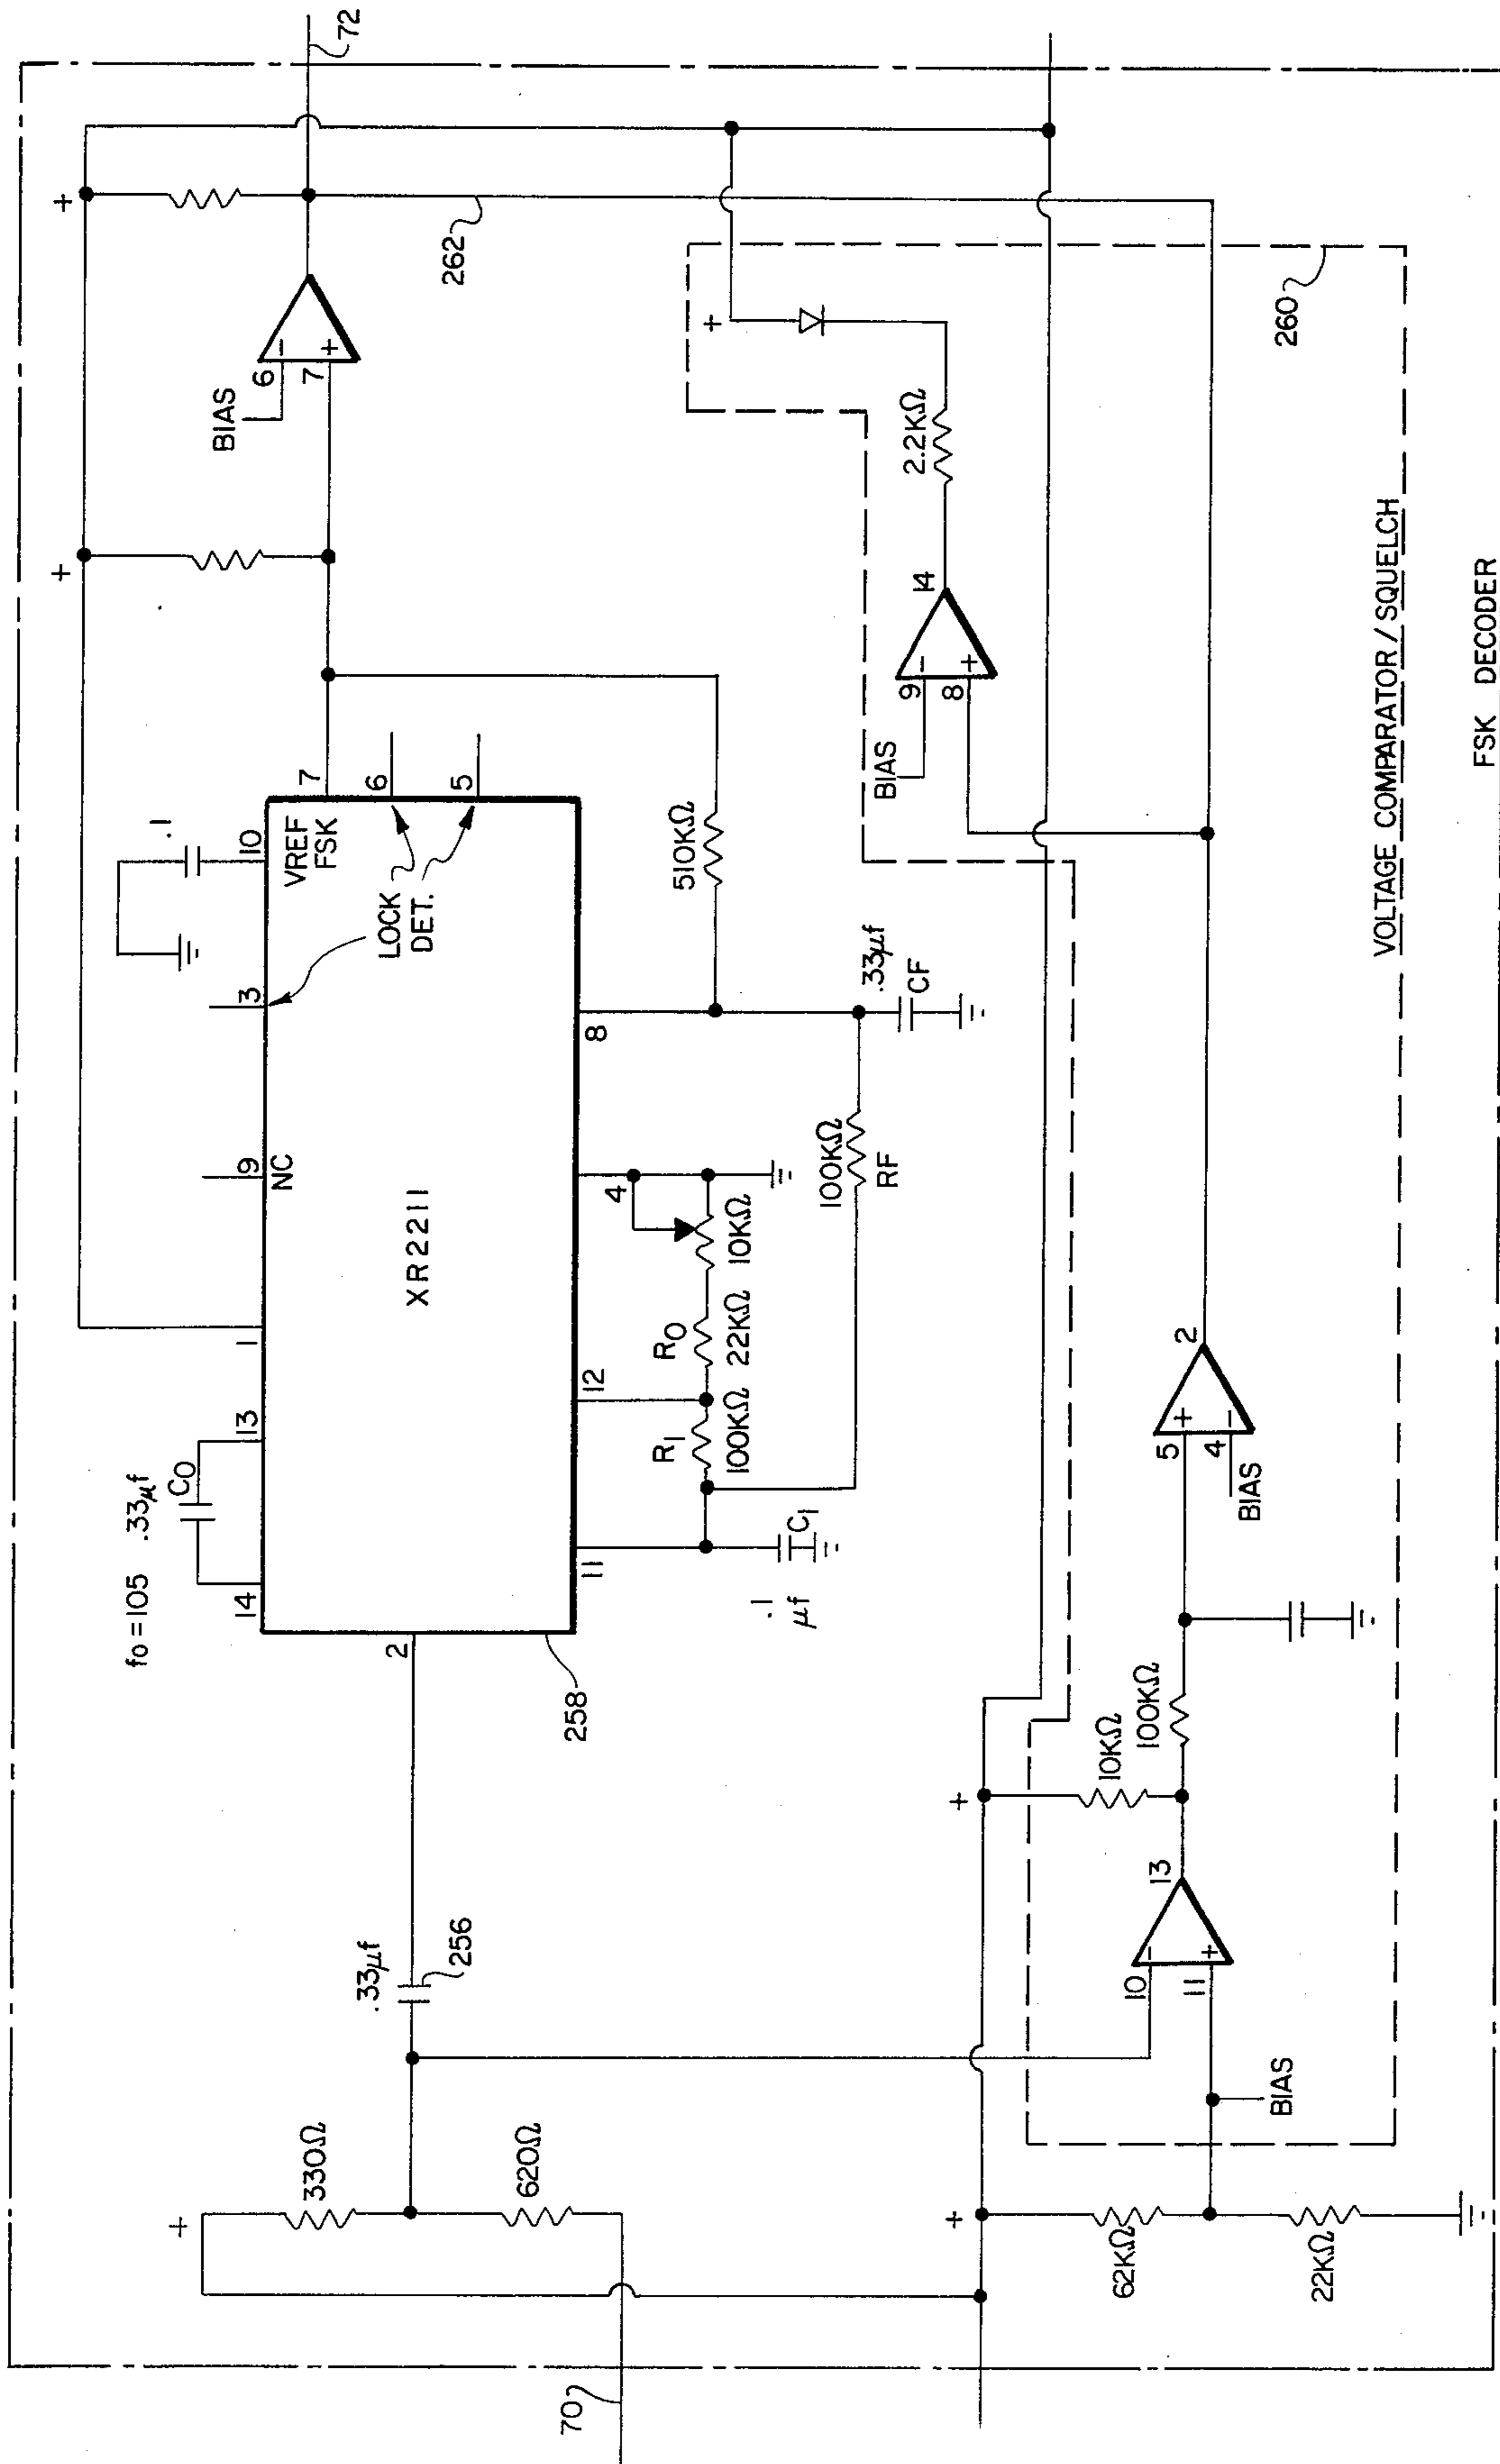 FSK DECODER
VOLTAGE COMPARATOR / SQUELCH
70
+
330Ω
620Ω
.33µf
256
258
XR2211
fo = 105
.33µf
C0
14
13
1
9
NC
3
10
.1
VREF
FSK
LOCK
DET.
7
6
5
2
11
12
4
8
.1
µf
C1
R1
100KΩ
R0
22KΩ
10KΩ
100KΩ
RF
.33µf
CF
510KΩ
+
+
BIAS
6
7
-
+
72
262
+
62KΩ
22KΩ
BIAS
10
11
-
+
13
+
10KΩ
100KΩ
5
4
+
-
BIAS
2
BIAS
9
8
-
+
14
2.2KΩ
+
260